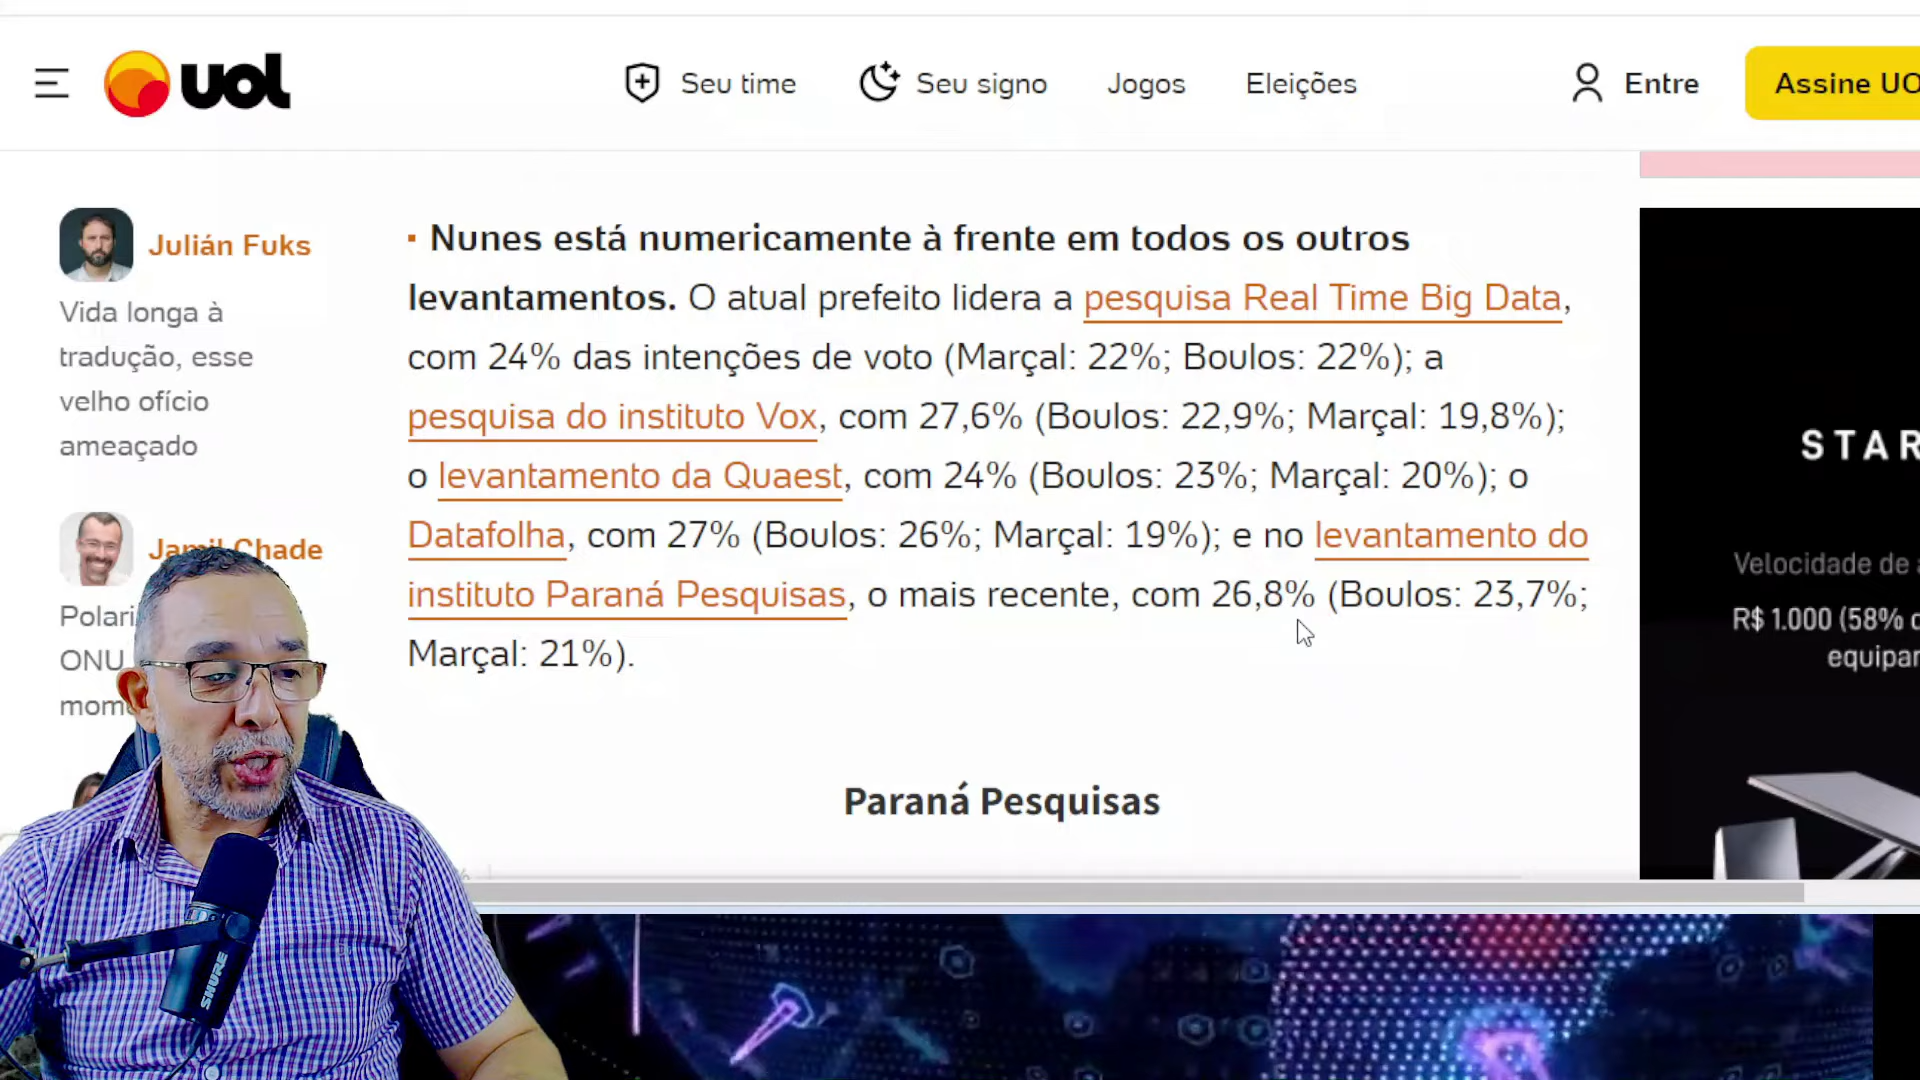 uol
Seu time
Seu signo
Jogos
Eleições
Entre
Assine UO
Julián Fuks
Vida longa à
tradução, esse
velho ofício
ameaçado
Jamil Chade
Polari
ONU
mom
▪ Nunes está numericamente à frente em todos os outros
levantamentos. O atual prefeito lidera a pesquisa Real Time Big Data,
com 24% das intenções de voto (Marçal: 22%; Boulos: 22%); a
pesquisa do instituto Vox, com 27,6% (Boulos: 22,9%; Marçal: 19,8%);
o levantamento da Quaest, com 24% (Boulos: 23%; Marçal: 20%); o
Datafolha, com 27% (Boulos: 26%; Marçal: 19%); e no levantamento do
instituto Paraná Pesquisas, o mais recente, com 26,8% (Boulos: 23,7%;
Marçal: 21%).
Paraná Pesquisas
STAR
Velocidade de
R$ 1.000 (58%
equipar
SHURE